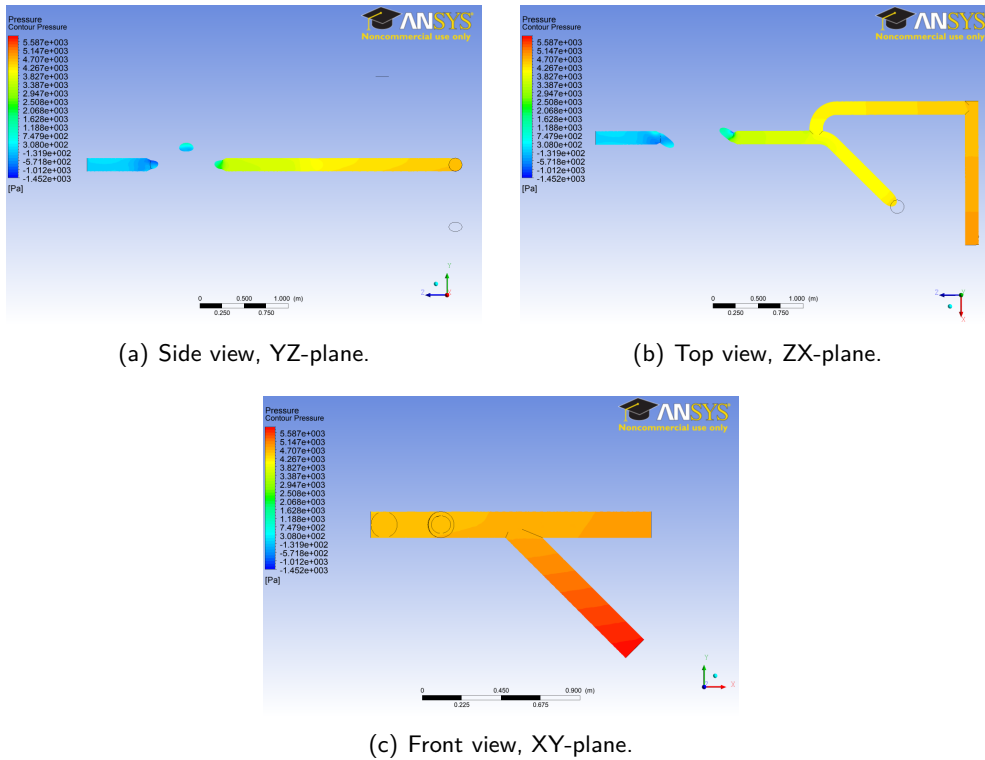 Pressure
Contour Pressure
5.587e+003
5.147e+003
4.707e+003
4.267e+003
3.827e+003
3.387e+003
2.947e+003
2.508e+003
2.068e+003
1.628e+003
1.188e+003
7.479e+002
3.080e+002
-1.319e+002
-5.718e+002
-1.012e+003
-1.452e+003
[Pa]
ANSYS
Noncommercial use only
0 0.500 1.000 (m)
0.250 0.750
Z Y X
(a) Side view, YZ-plane.
Pressure
Contour Pressure
5.587e+003
5.147e+003
4.707e+003
4.267e+003
3.827e+003
3.387e+003
2.947e+003
2.508e+003
2.068e+003
1.628e+003
1.188e+003
7.479e+002
3.080e+002
-1.319e+002
-5.718e+002
-1.012e+003
-1.452e+003
[Pa]
ANSYS
Noncommercial use only
0 0.500 1.000 (m)
0.250 0.750
Z Y X
(b) Top view, ZX-plane.
Pressure
Contour Pressure
5.587e+003
5.147e+003
4.707e+003
4.267e+003
3.827e+003
3.387e+003
2.947e+003
2.508e+003
2.068e+003
1.628e+003
1.188e+003
7.479e+002
3.080e+002
-1.319e+002
-5.718e+002
-1.012e+003
-1.452e+003
[Pa]
ANSYS
Noncommercial use only
0 0.450 0.900 (m)
0.225 0.675
Y X
(c) Front view, XY-plane.